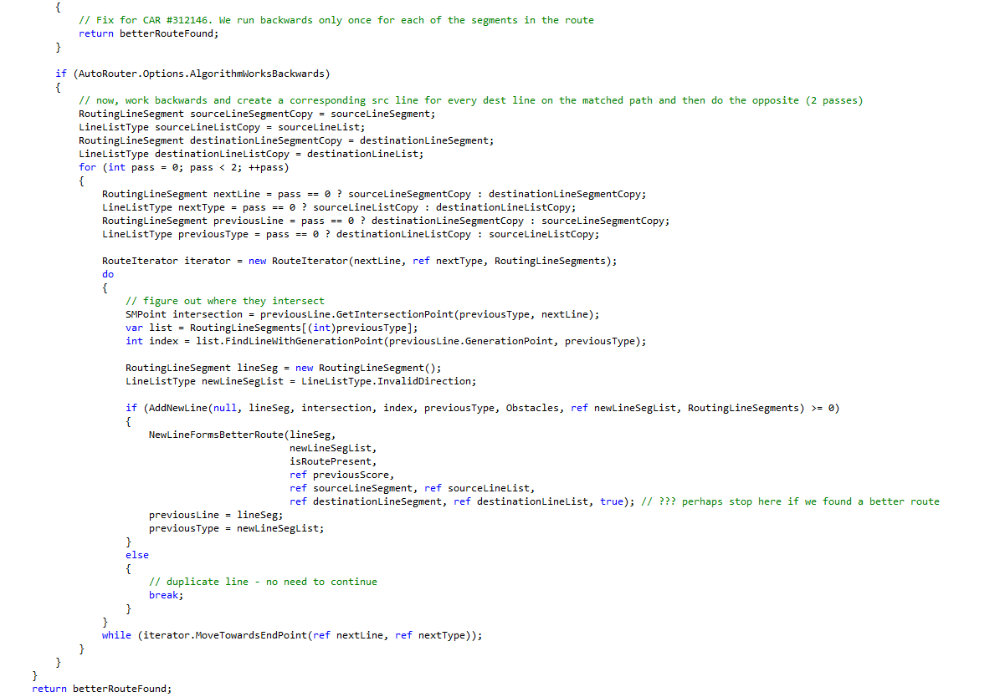 {
// Fix for CAR #312146. We run backwards only once for each of the segments in the route
return betterRouteFound;
}
if (AutoRouter.Options.AlgorithmWorksBackwards)
{
// now, work backwards and create a corresponding src line for every dest line on the matched path and then do the opposite (2 passes)
RoutingLineSegment sourceLineSegmentCopy = sourceLineSegment;
LineListType sourceLineListCopy = sourceLineList;
RoutingLineSegment destinationLineSegmentCopy = destinationLineSegment;
LineListType destinationLineListCopy = destinationLineList;
for (int pass = 0; pass < 2; ++pass)
{
RoutingLineSegment nextLine = pass == 0 ? sourceLineSegmentCopy : destinationLineSegmentCopy;
LineListType nextType = pass == 0 ? sourceLineListCopy : destinationLineListCopy;
RoutingLineSegment previousLine = pass == 0 ? destinationLineSegmentCopy : sourceLineSegmentCopy;
LineListType previousType = pass == 0 ? destinationLineListCopy : sourceLineListCopy;
RouteIterator iterator = new RouteIterator(nextLine, ref nextType, RoutingLineSegments);
do
{
// figure out where they intersect
SMPoint intersection = previousLine.GetIntersectionPoint(previousType, nextLine);
var list = RoutingLineSegments[(int)previousType];
int index = list.FindLineWithGenerationPoint(previousLine.GenerationPoint, previousType);
RoutingLineSegment lineSeg = new RoutingLineSegment();
LineListType newLineSegList = LineListType.InvalidDirection;
if (AddNewLine(null, lineSeg, intersection, index, previousType, Obstacles, ref newLineSegList, RoutingLineSegments) >= 0)
{
NewLineFormsBetterRoute(lineSeg,
newLineSegList,
isRoutePresent,
ref previousScore,
ref sourceLineSegment, ref sourceLineList,
ref destinationLineSegment, ref destinationLineList, true); // ??? perhaps stop here if we found a better route
previousLine = lineSeg;
previousType = newLineSegList;
}
else
{
// duplicate line - no need to continue
break;
}
}
while (iterator.MoveTowardsEndPoint(ref nextLine, ref nextType));
}
}
}
return betterRouteFound;